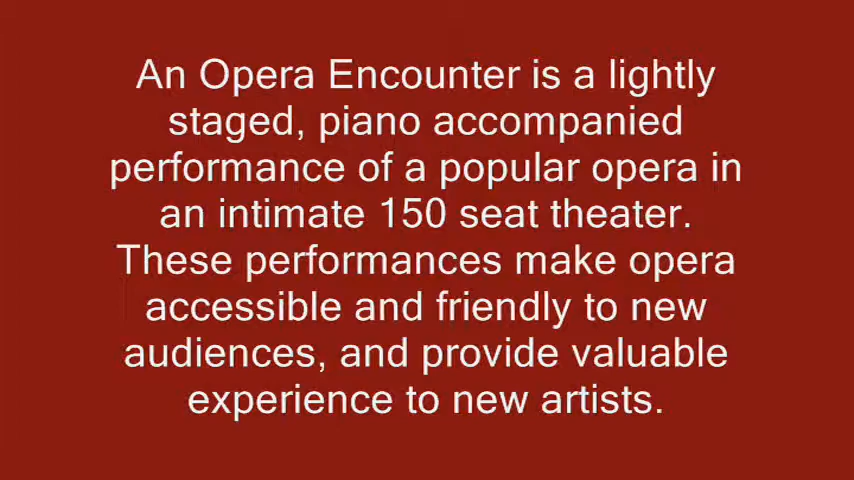 An Opera Encounter is a lightly
staged, piano accompanied
performance of a popular opera in
an intimate 150 seat theater.
These performances make opera
accessible and friendly to new
audiences, and provide valuable
experience to new artists.